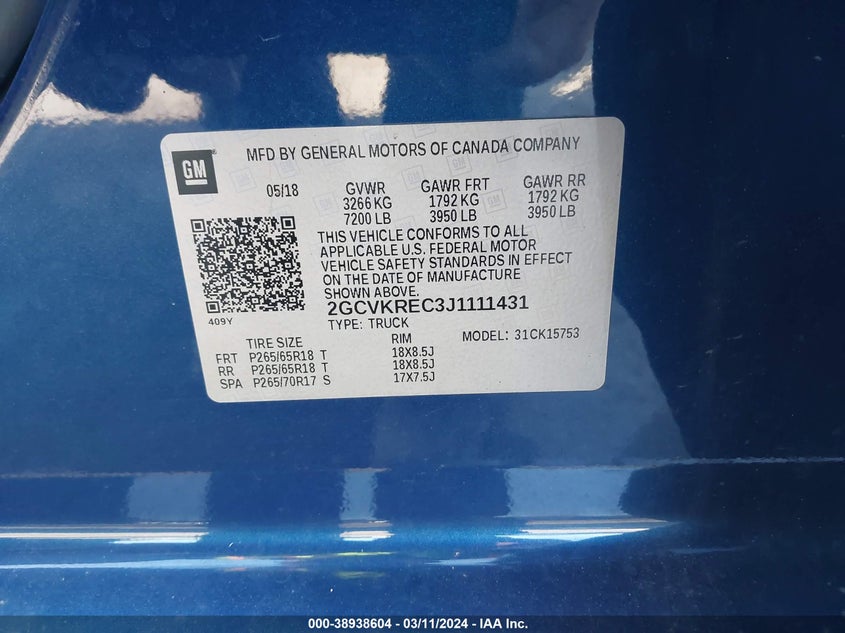 GM
MFD BY GENERAL MOTORS OF CANADA COMPANY
05/18 GVWR GAWR FRT GAWR RR
3266 KG 1792 KG 1792 KG
7200 LB 3950 LB 3950 LB
THIS VEHICLE CONFORMS TO ALL
APPLICABLE U.S. FEDERAL MOTOR
VEHICLE SAFETY STANDARDS IN EFFECT
ON THE DATE OF MANUFACTURE
SHOWN ABOVE.
409Y
2GCVKREC3J1111431
TYPE: TRUCK
MODEL: 31CK15753
TIRE SIZE RIM
FRT P265/65R18 T 18X8.5J
RR P265/65R18 T 18X8.5J
SPA P265/70R17 S 17X7.5J
000-38938604 - 03/11/2024 - IAA Inc.